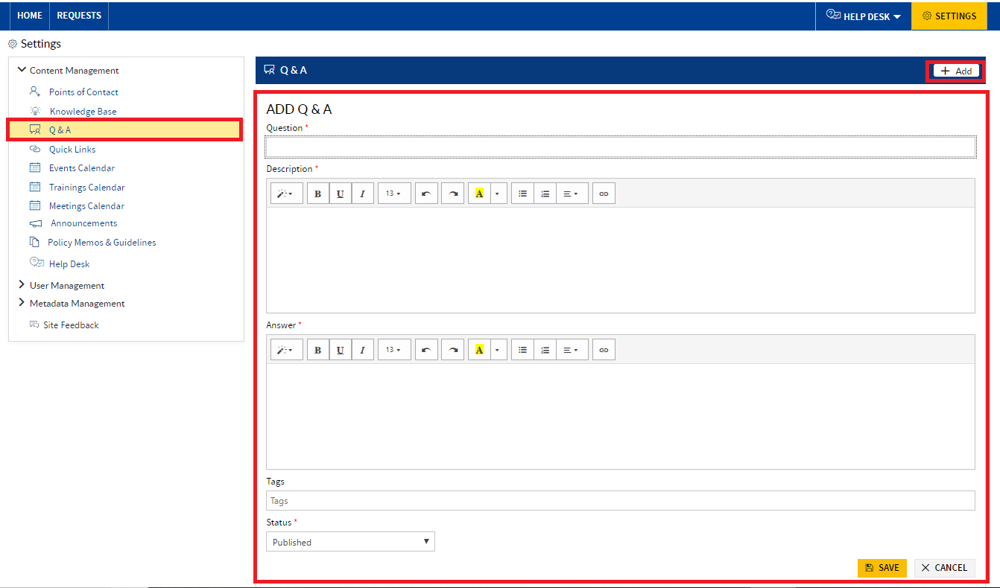 HOME REQUESTS HELP DESK SETTINGS
Settings
Content Management
Points of Contact
Knowledge Base
Q & A
Quick Links
Events Calendar
Trainings Calendar
Meetings Calendar
Announcements
Policy Memos & Guidelines
Help Desk
User Management
Metadata Management
Site Feedback
Q & A + Add
ADD Q & A
Question *
Description *
B U I 13 A
Answer *
B U I 13 A
Tags
Tags
Status *
Published
SAVE CANCEL